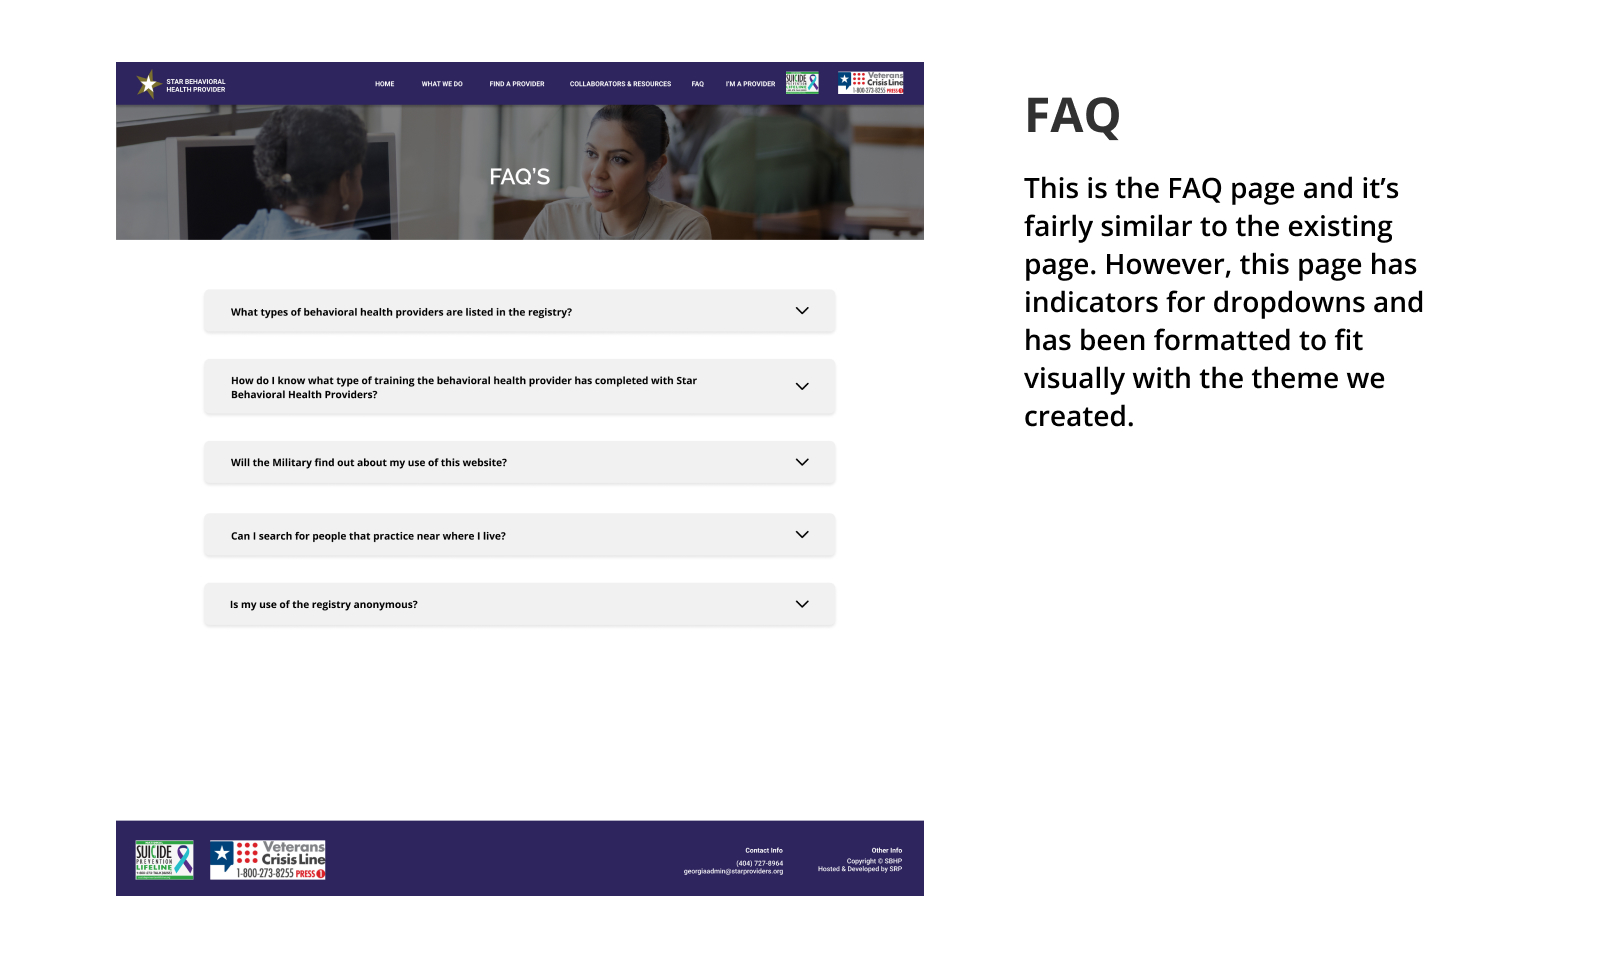 STAR BEHAVIORAL
HEALTH PROVIDER
HOME
WHAT WE DO
FIND A PROVIDER
COLLABORATORS & RESOURCES
FAQ
I'M A PROVIDER
SUICIDE
PREVENTION
LIFELINE
Veterans
Crisis Line
1-800-273-8255 PRESS 1
FAQ'S
What types of behavioral health providers are listed in the registry?
How do I know what type of training the behavioral health provider has completed with Star
Behavioral Health Providers?
Will the Military find out about my use of this website?
Can I search for people that practice near where I live?
Is my use of the registry anonymous?
SUICIDE
PREVENTION
LIFELINE
Veterans
Crisis Line
1-800-273-8255 PRESS 1
Contact Info
(404) 727-8964
georgiaadmin@starproviders.org
Other Info
Copyright © SBHP
Hosted & Developed by SRP
FAQ
This is the FAQ page and it’s
fairly similar to the existing
page. However, this page has
indicators for dropdowns and
has been formatted to fit
visually with the theme we
created.